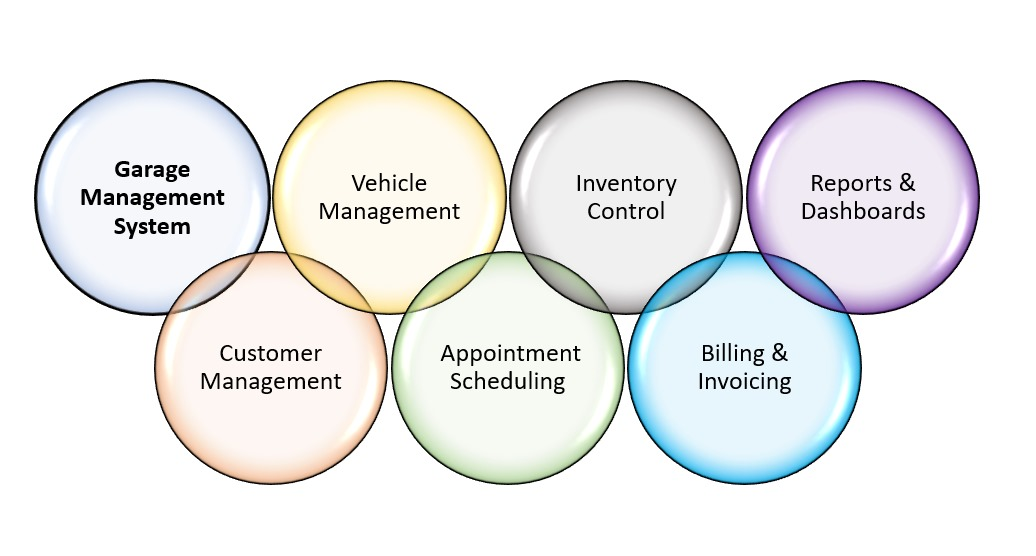 Garage
Management
System
Vehicle
Management
Inventory
Control
Reports &
Dashboards
Customer
Management
Appointment
Scheduling
Billing &
Invoicing